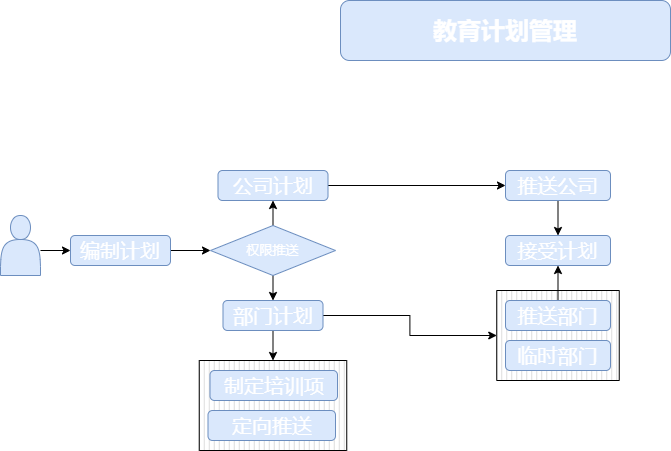 教育计划管理
公司计划
推送公司
编制计划
权限推送
接受计划
部门计划
推送部门
临时部门
制定培训项
定向推送